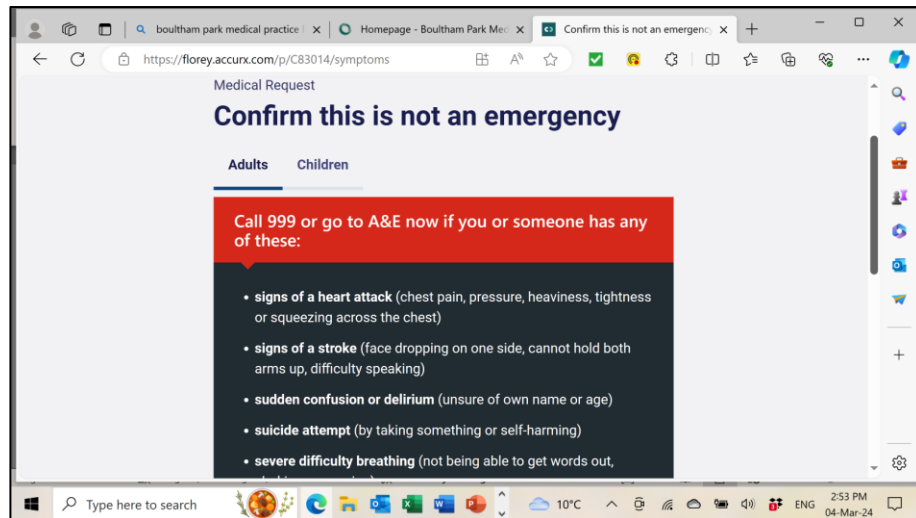 boultham park medical practice
Homepage - Boultham Park Med
Confirm this is not an emergenc
https://florey.accurx.com/p/C83014/symptoms
Medical Request
Confirm this is not an emergency
Adults
Children
Call 999 or go to A&E now if you or someone has any
of these:
• signs of a heart attack (chest pain, pressure, heaviness, tightness
or squeezing across the chest)
• signs of a stroke (face dropping on one side, cannot hold both
arms up, difficulty speaking)
• sudden confusion or delirium (unsure of own name or age)
• suicide attempt (by taking something or self-harming)
• severe difficulty breathing (not being able to get words out,
Type here to search
10°C
ENG
2:53 PM
04-Mar-24